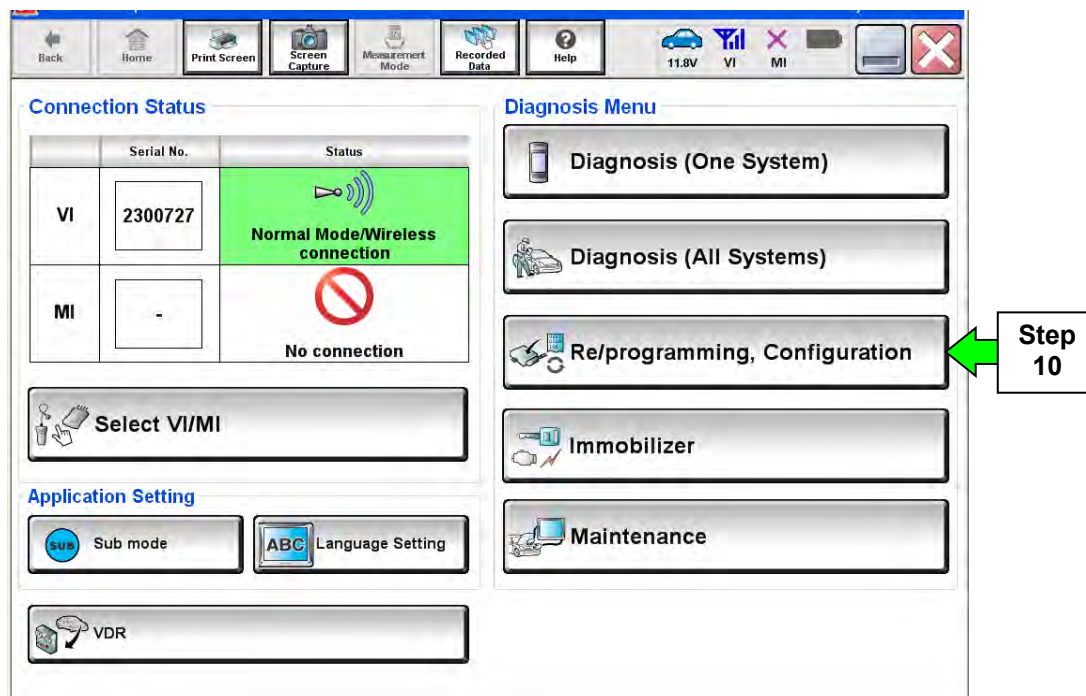 Back
Home
Print Screen
Screen
Capture
Measurement
Mode
Recorded
Data
Help
11.8V
VI
MI
Connection Status
Serial No.
Status
VI
2300727
Normal Mode/Wireless
connection
MI
-
No connection
Select VI/MI
Application Setting
SUB
Sub mode
ABC
Language Setting
VDR
Diagnosis Menu
Diagnosis (One System)
Diagnosis (All Systems)
Re/programming, Configuration
Immobilizer
Maintenance
Step
10